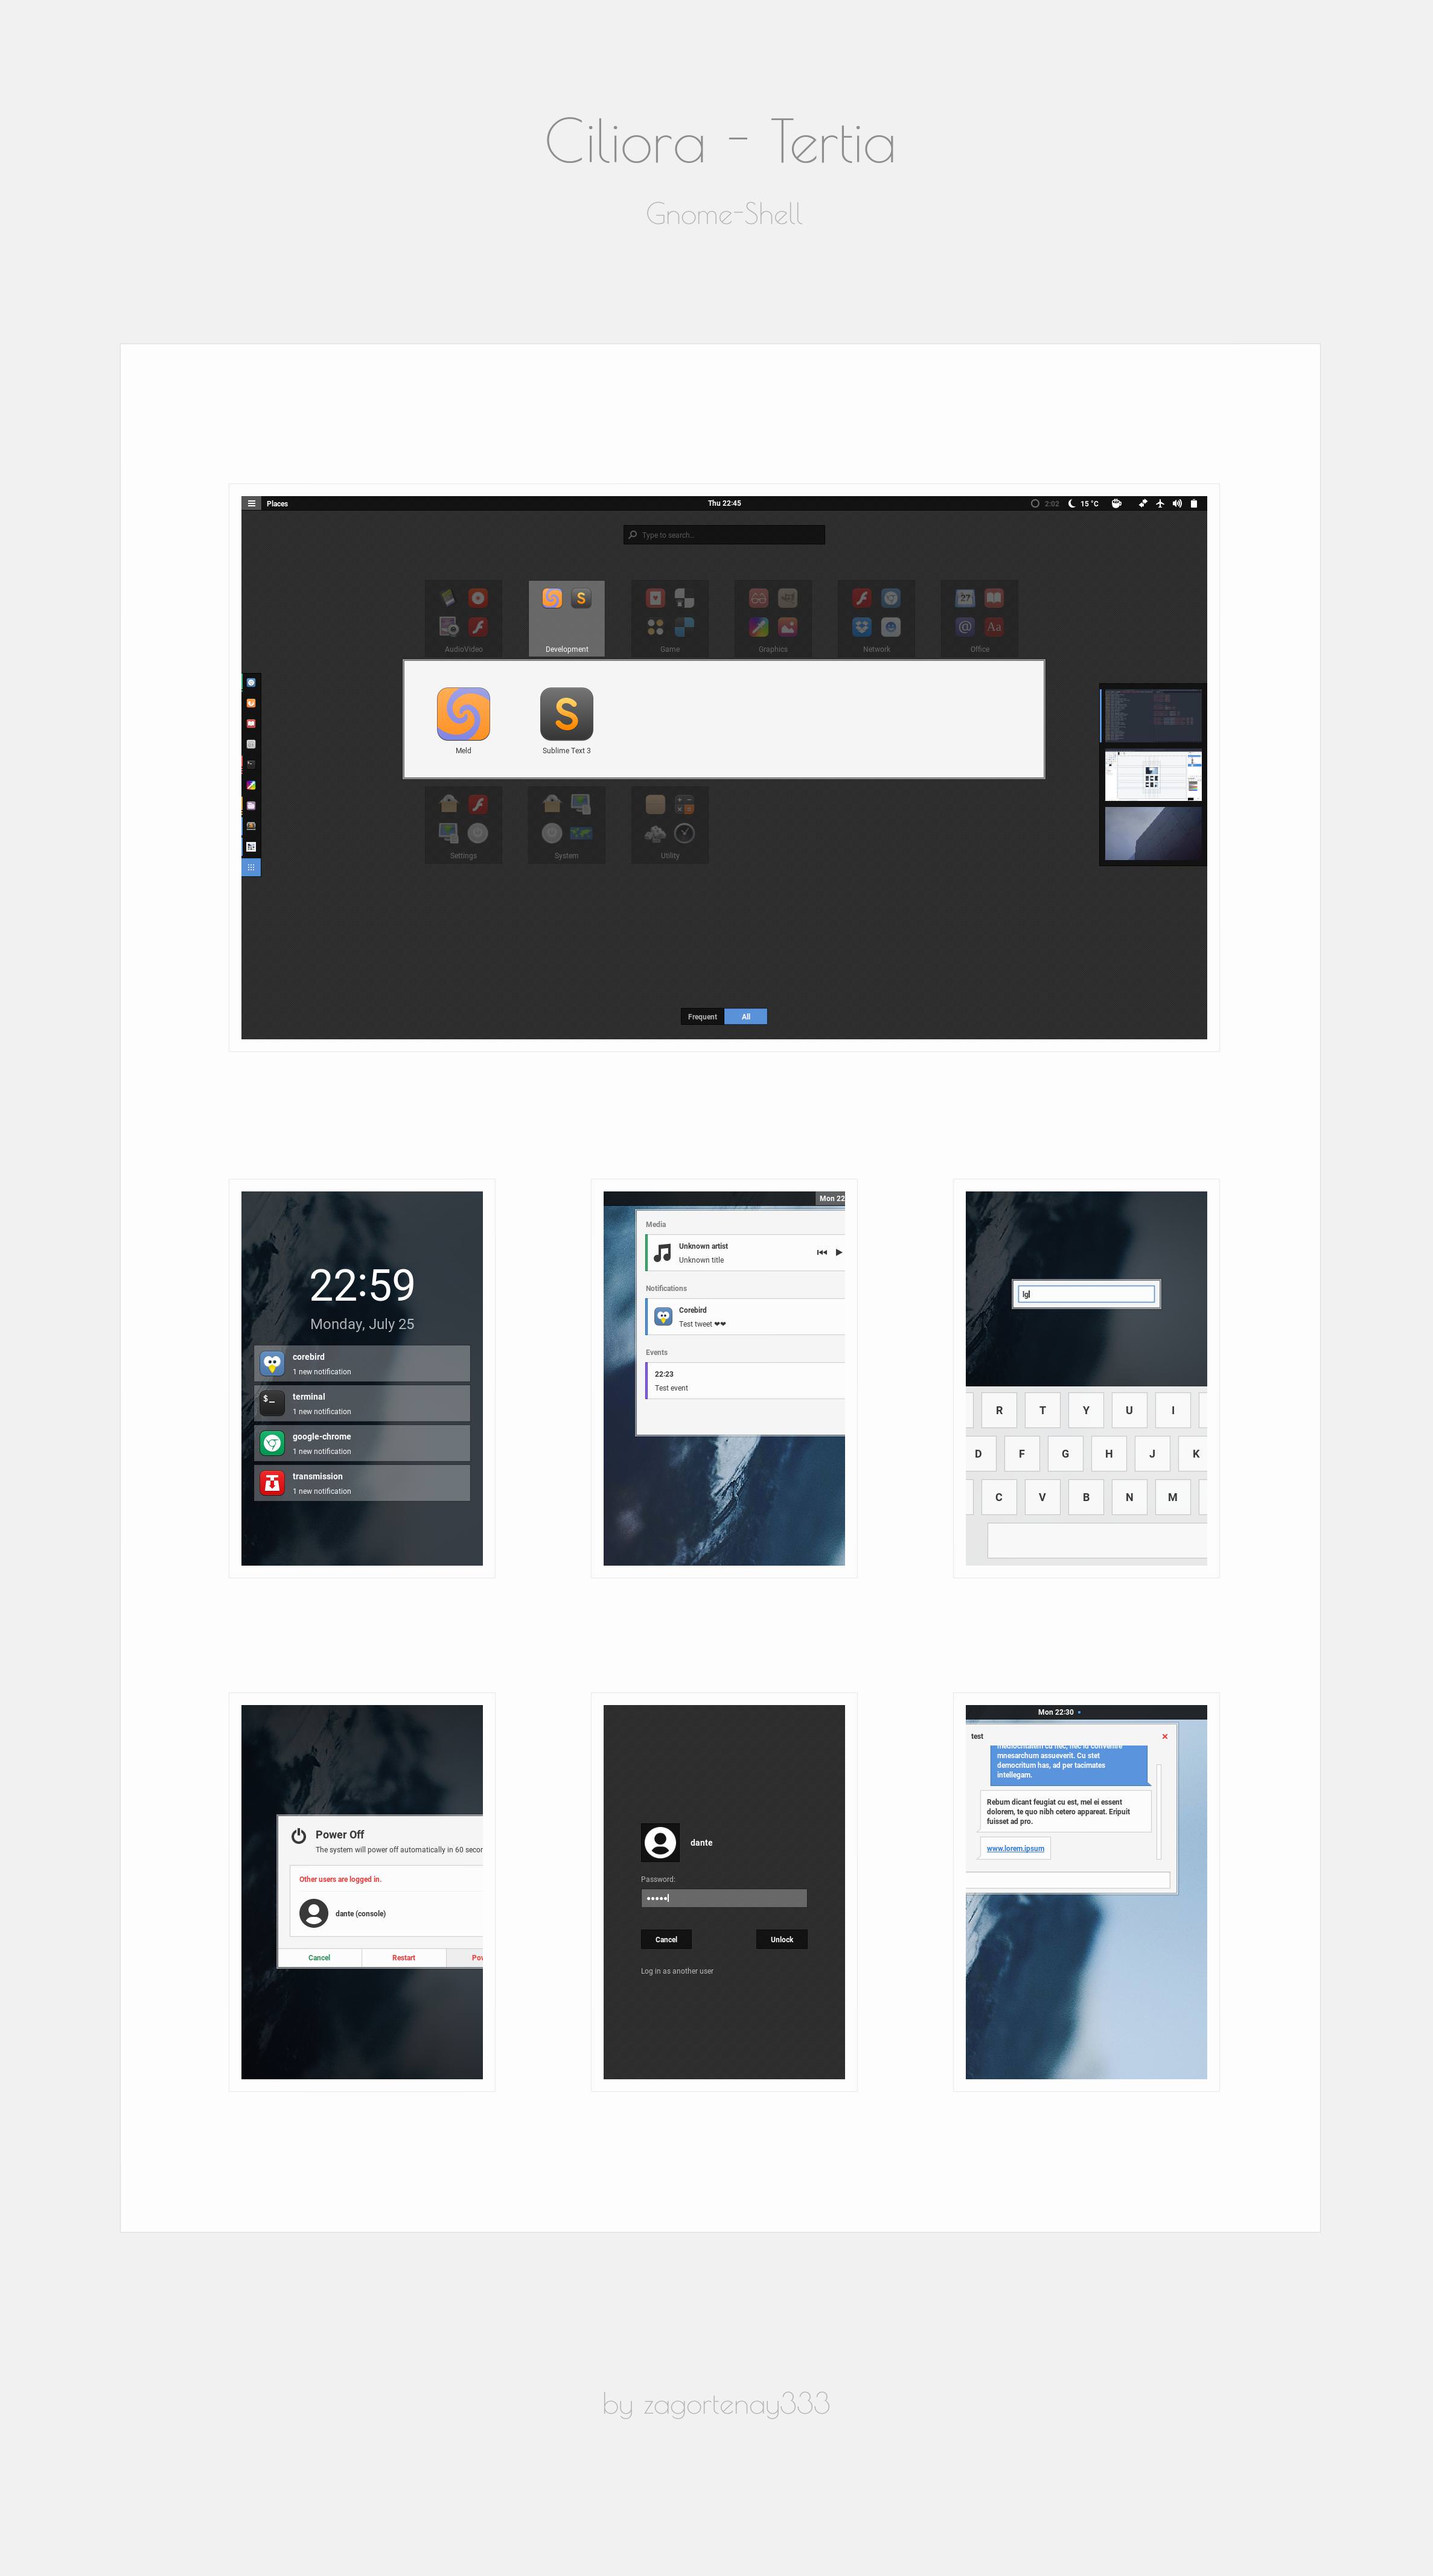 Ciliora - Tertia
Gnome-Shell
Places
Thu 22:45
2:02
15 °C
Type to search...
AudioVideo
Development
Game
Graphics
Network
Office
Meld
Sublime Text 3
Settings
System
Utility
Frequent
All
22:59
Monday, July 25
corebird
1 new notification
terminal
1 new notification
google-chrome
1 new notification
transmission
1 new notification
Mon 22
Media
Unknown artist
Unknown title
Notifications
Corebird
Test tweet ❤❤
Events
22:23
Test event
lg
R T Y U I
D F G H J K
C V B N M
Power Off
The system will power off automatically in 60 secon
Other users are logged in.
dante (console)
Cancel
Restart
Pow
dante
Password:
Cancel
Unlock
Log in as another user
Mon 22:30
test
mnesarchum assueverit. Cu stet
democritum has, ad per tacimates
intellegam.
Rebum dicant feugiat cu est, mel ei essent
dolorem, te quo nibh cetero appareat. Eripuit
fuisset ad pro.
www.lorem.ipsum
by zagortenay333